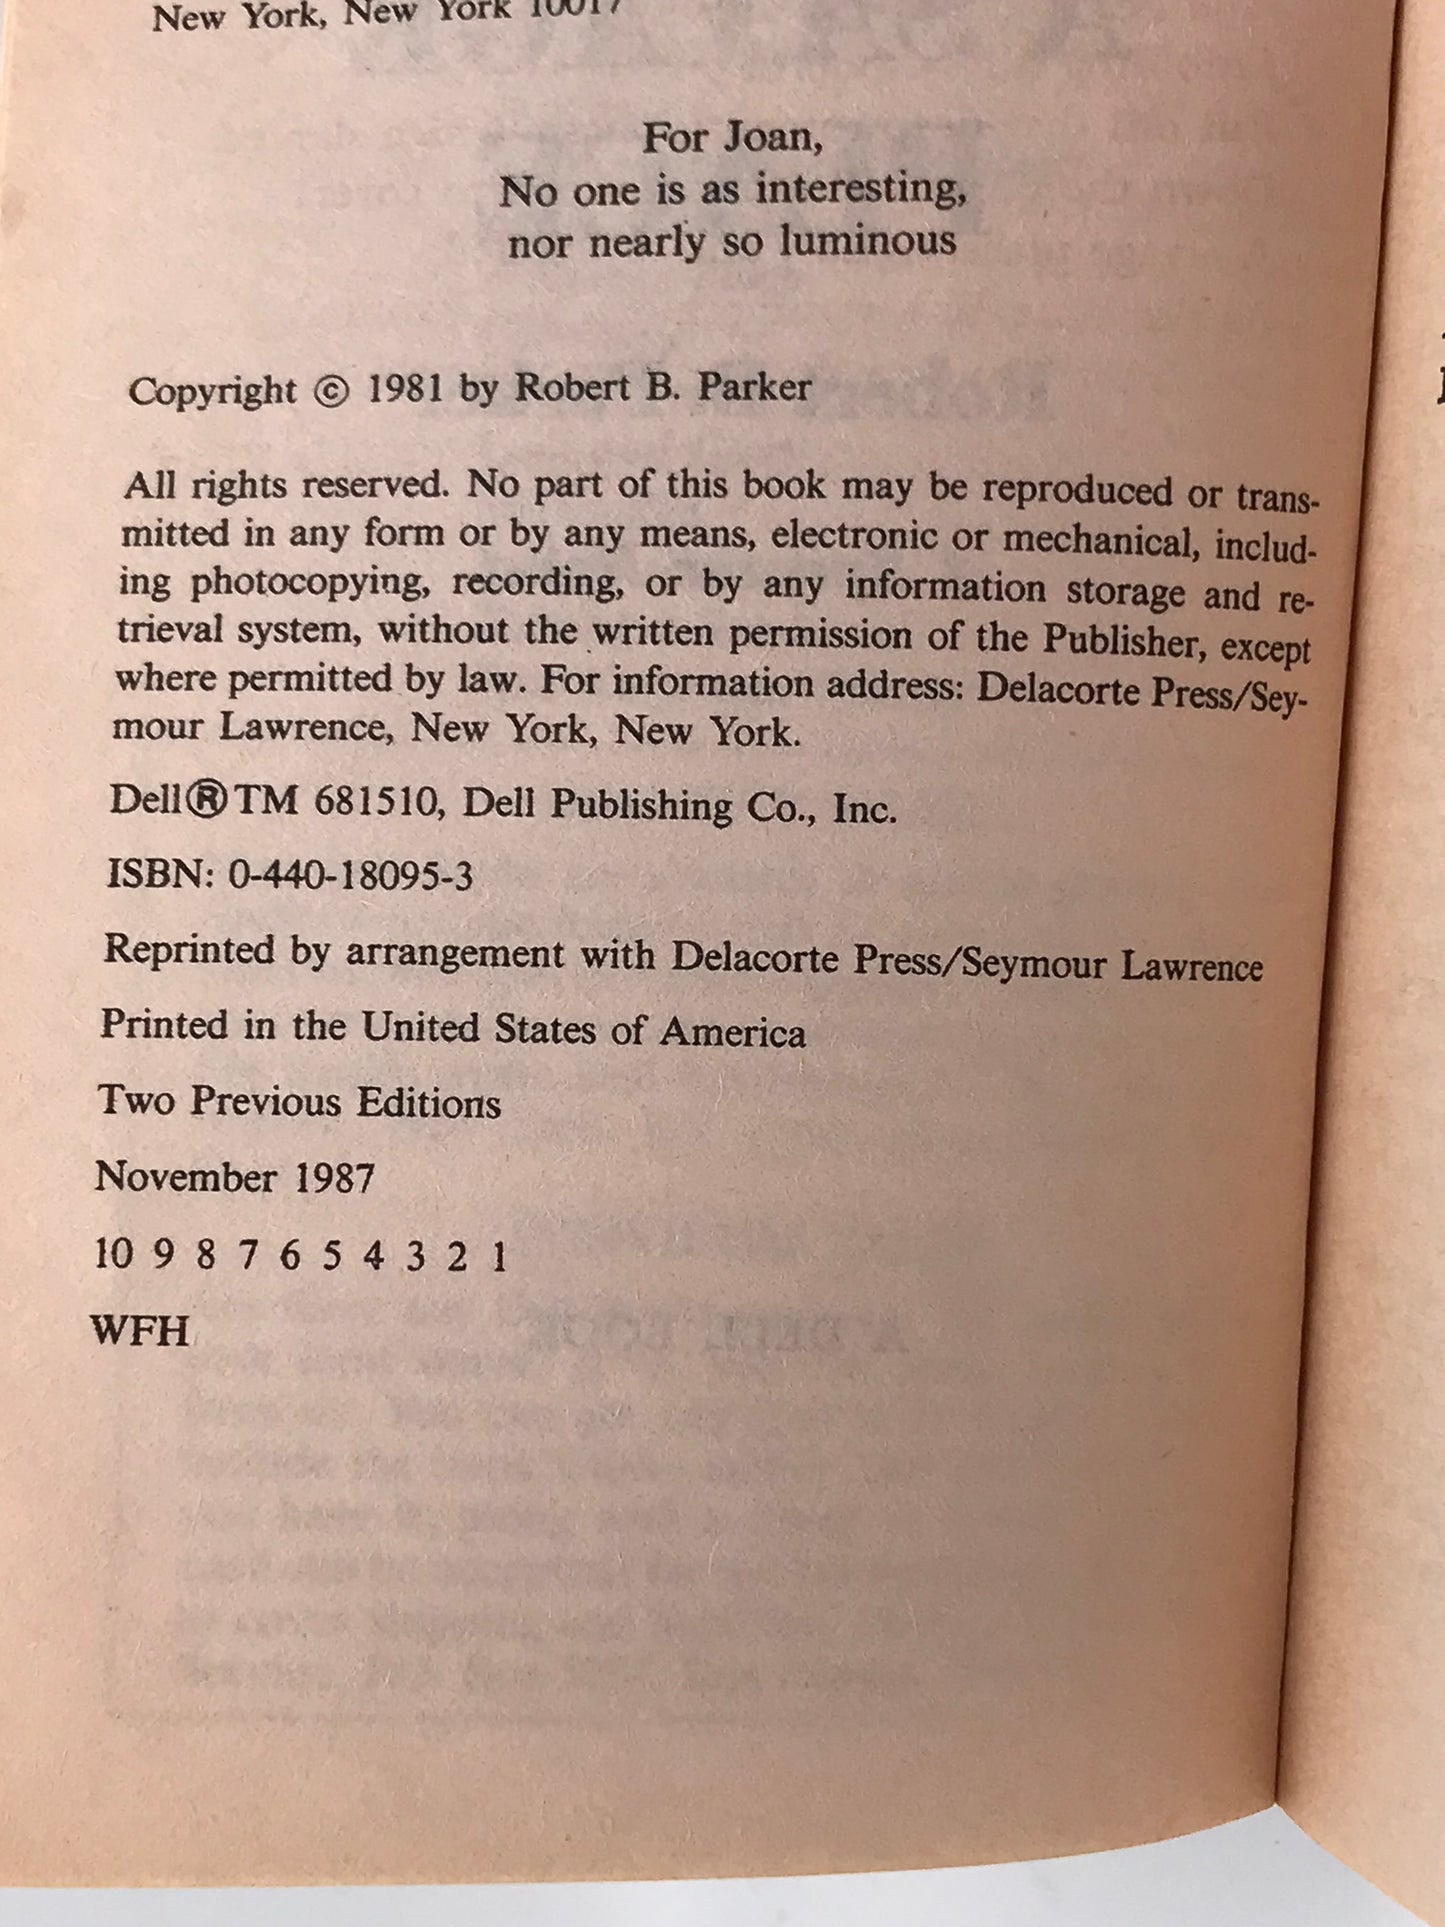 New York, New York 10017
For Joan,
No one is as interesting,
nor nearly so luminous
Copyright © 1981 by Robert B. Parker
All rights reserved. No part of this book may be reproduced or trans-
mitted in any form or by any means, electronic or mechanical, includ-
ing photocopying, recording, or by any information storage and re-
trieval system, without the written permission of the Publisher, except
where permitted by law. For information address: Delacorte Press/Sey-
mour Lawrence, New York, New York.
Dell®TM 681510, Dell Publishing Co., Inc.
ISBN: 0-440-18095-3
Reprinted by arrangement with Delacorte Press/Seymour Lawrence
Printed in the United States of America
Two Previous Editions
November 1987
10 9 8 7 6 5 4 3 2 1
WFH